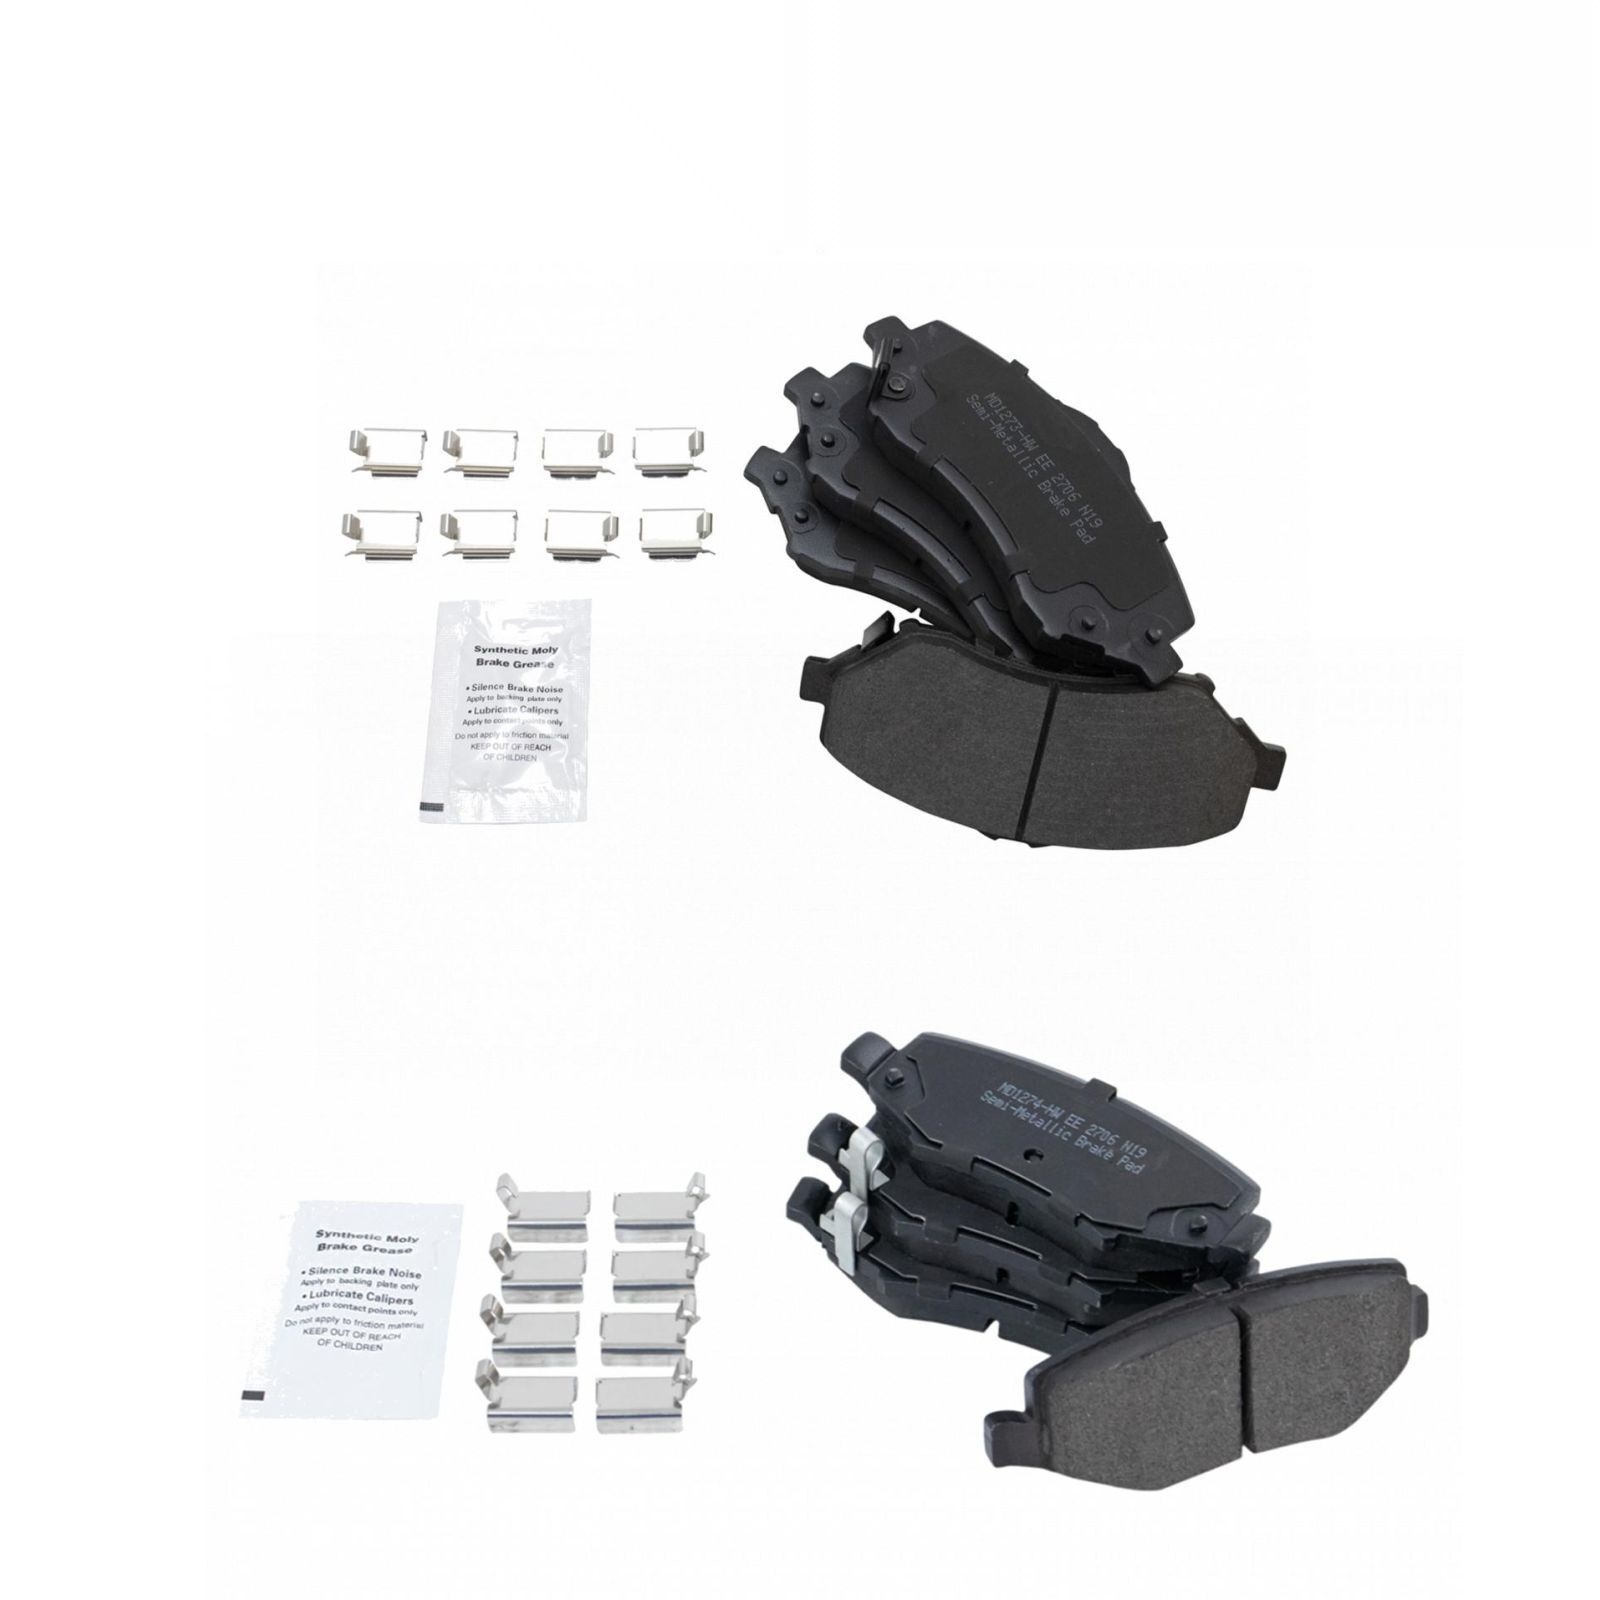 MD1273-HW EE 2706 N19
Semi-Metallic Brake Pad
Synthetic Moly
Brake Grease
• Silence Brake Noise
Apply to backing plate only
• Lubricate Calipers
Apply to contact points only
Do not apply to friction material
KEEP OUT OF REACH
OF CHILDREN
MD1274-HW EE 2706 N19
Semi-Metallic Brake Pad
Synthetic Moly
Brake Grease
• Silence Brake Noise
Apply to backing plate only
• Lubricate Calipers
Apply to contact points only
Do not apply to friction material
KEEP OUT OF REACH
OF CHILDREN